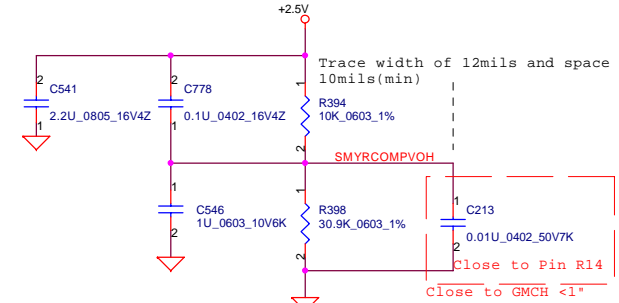 +2.5V
Trace width of 12mils and space
10mils(min)
2
C541
2.2U_0805_16V4Z
1
2
C778
0.1U_0402_16V4Z
1
1
R394
10K_0603_1%
2
SMYRCOMPVOH
1
C546
1U_0603_10V6K
2
1
R398
30.9K_0603_1%
2
1
C213
0.01U_0402_50V7K
2
Close to Pin R14
Close to GMCH <1"